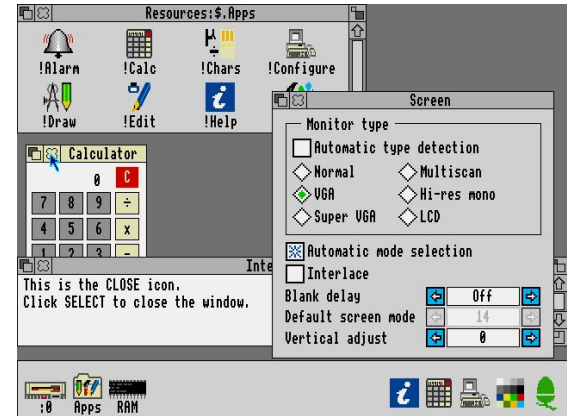 Resources:$.Apps
!Alarm !Calc !Chars !Configure
!Draw !Edit !Help
Screen
Monitor type
Automatic type detection
Normal Multiscan
VGA Hi-res mono
Super VGA LCD
Automatic mode selection
Interlace
Blank delay Off
Default screen mode 14
Vertical adjust 0
Calculator
0 C
7 8 9 ÷
4 5 6 x
1 2 3 -
Inte
This is the CLOSE icon.
Click SELECT to close the window.
:0 Apps RAM